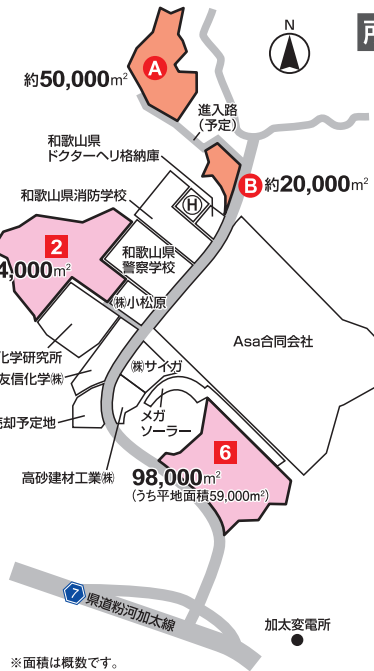 N
A
約50,000m²
進入路
(予定)
和歌山県
ドクターヘリ格納庫
B
約20,000m²
和歌山県消防学校
H
2
4,000m²
和歌山県
警察学校
㈱小松原
Asa合同会社
化学研究所
友信化学㈱
㈱サイガ
却予定地
メガ
ソーラー
高砂建材工業㈱
6
98,000m²
(うち平地面積59,000m²)
7
県道粉河加太線
加太変電所
※面積は概数です。